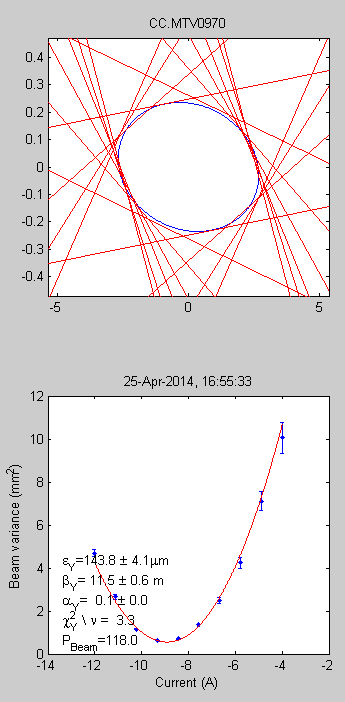 CC.MTV0970
0.4
0.3
0.2
0.1
0
-0.1
-0.2
-0.3
-0.4
-5 0 5
25-Apr-2014, 16:55:33
12
10
8
6
4
2
0
Beam variance (mm²)
εY=143.8 ± 4.1μm
βY= 11.5 ± 0.6 m
αY= 0.1 ± 0.0
χ² \ ν = 3.3
PBeam=118.0
-14 -12 -10 -8 -6 -4 -2
Current (A)